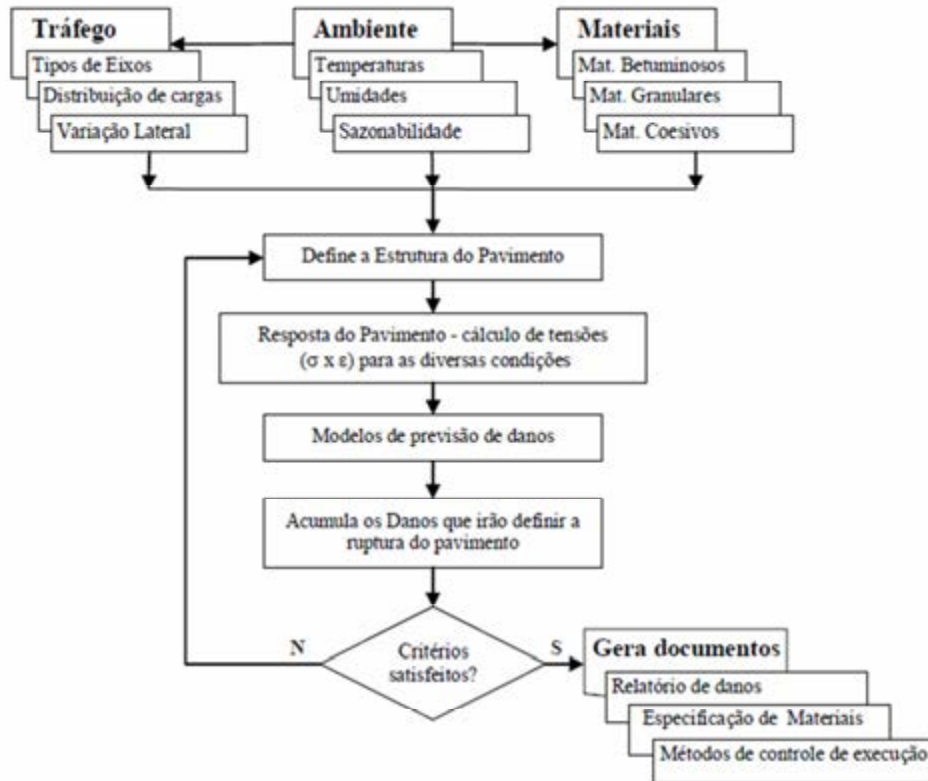 Tráfego
Tipos de Eixos
Distribuição de cargas
Variação Lateral
Ambiente
Temperaturas
Umidades
Sazonabilidade
Materiais
Mat. Betuminosos
Mat. Granulares
Mat. Coesivos
Define a Estrutura do Pavimento
Resposta do Pavimento - cálculo de tensões
(σ x ε) para as diversas condições
Modelos de previsão de danos
Acumula os Danos que irão definir a
ruptura do pavimento
N
Critérios
satisfeitos?
S
Gera documentos
Relatório de danos
Especificação de Materiais
Métodos de controle de execução